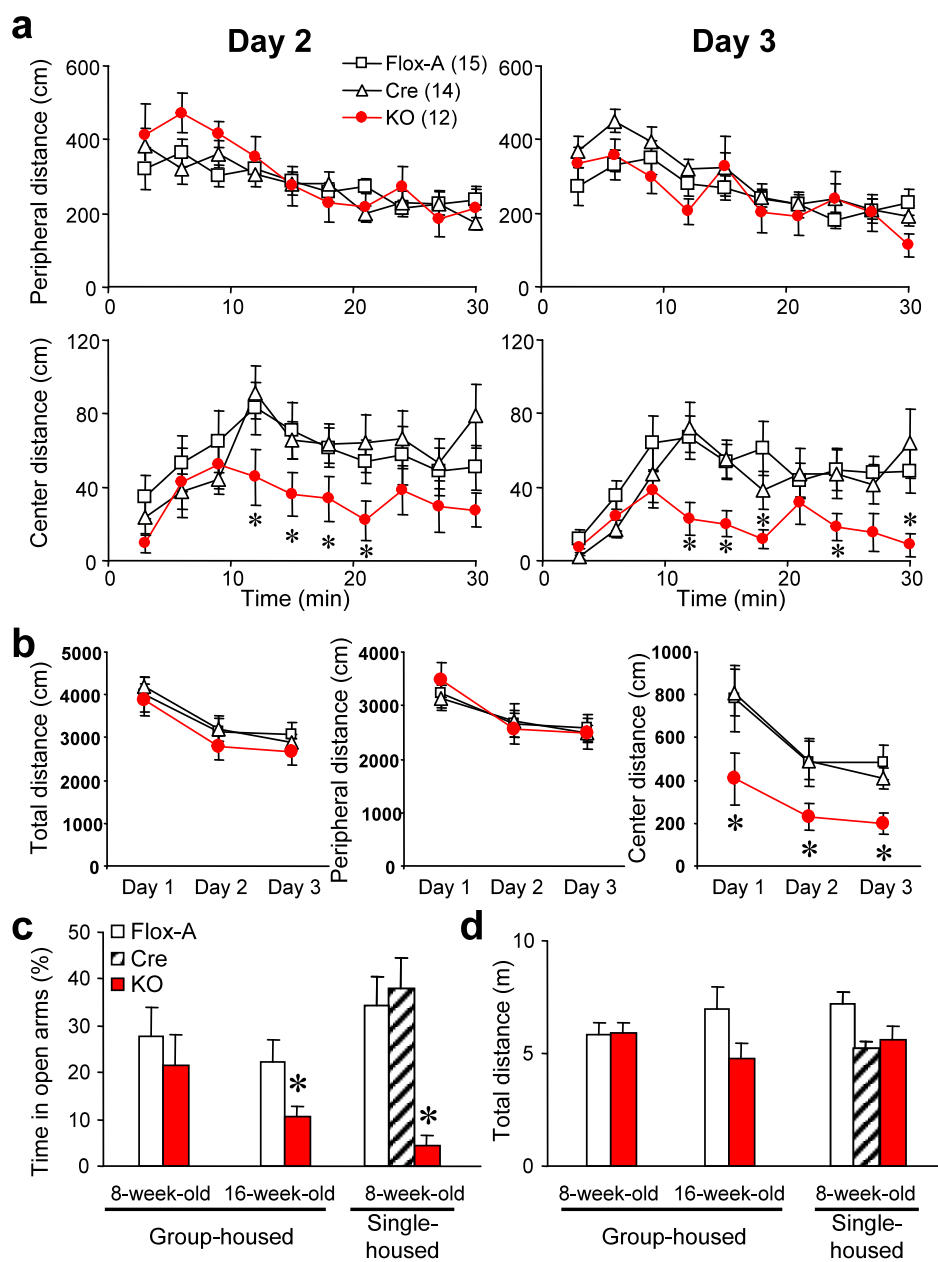 a
Day 2
Day 3
Peripheral distance (cm)
600
400
200
0
0
10
20
30
Flox-A (15)
Cre (14)
KO (12)
600
400
200
0
0
10
20
30
Center distance (cm)
120
80
40
0
0
10
20
30
Time (min)
*
*
*
*
120
80
40
0
0
10
20
30
Time (min)
*
*
*
*
*
b
Total distance (cm)
5000
4000
3000
2000
1000
0
Day 1 Day 2 Day 3
Peripheral distance (cm)
4000
3000
2000
1000
0
Day 1 Day 2 Day 3
Center distance (cm)
1000
800
600
400
200
0
*
*
*
Day 1 Day 2 Day 3
c
Time in open arms (%)
50
40
30
20
10
0
Flox-A
Cre
KO
*
*
8-week-old 16-week-old 8-week-old
Group-housed
Single-
housed
d
Total distance (m)
10
5
0
8-week-old 16-week-old 8-week-old
Group-housed
Single-
housed